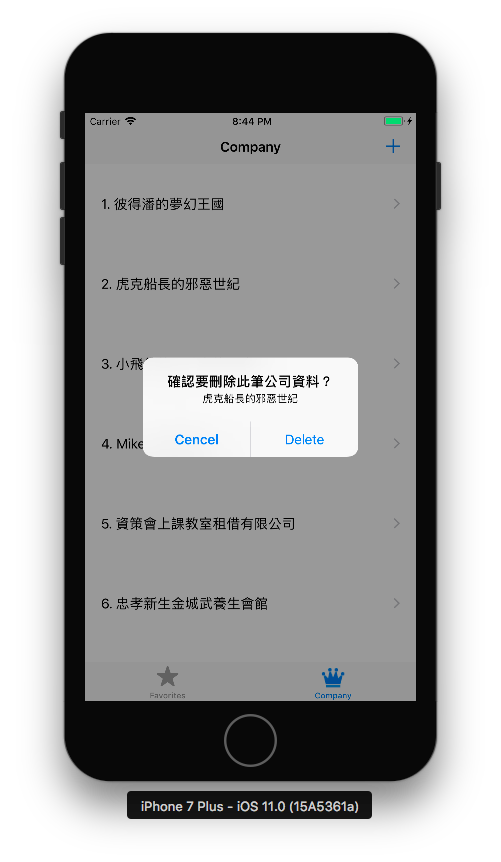 Carrier 8:44 PM
Company
1. 彼得潘的夢幻王國
2. 虎克船長的邪惡世紀
3. 小飛
確認要刪除此筆公司資料？
虎克船長的邪惡世紀
Cencel Delete
4. Mike
5. 資策會上課教室租借有限公司
6. 忠孝新生金城武養生會館
Favorites Company
iPhone 7 Plus - iOS 11.0 (15A5361a)